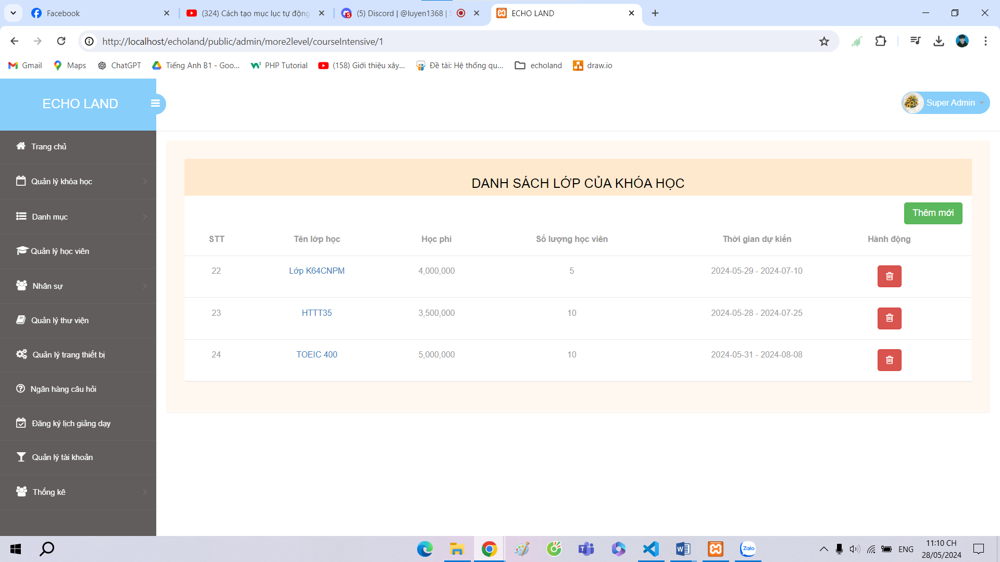 Facebook
(324) Cách tạo mục lục tự động
(5) Discord | @luyen1368 | S
ECHO LAND
http://localhost/echoland/public/admin/more2level/courseIntensive/1
Gmail
Maps
ChatGPT
Tiếng Anh B1 - Goo...
PHP Tutorial
(158) Giới thiệu xây...
Đề tài: Hệ thống qu...
echoland
draw.io
ECHO LAND
Super Admin
Trang chủ
Quản lý khóa học
Danh mục
Quản lý học viên
Nhân sự
Quản lý thư viện
Quản lý trang thiết bị
Ngân hàng câu hỏi
Đăng ký lịch giảng dạy
Quản lý tài khoản
Thống kê
DANH SÁCH LỚP CỦA KHÓA HỌC
Thêm mới
STT Tên lớp học Học phí Số lượng học viên Thời gian dự kiến Hành động
22 Lớp K64CNPM 4,000,000 5 2024-05-29 - 2024-07-10
23 HTTT35 3,500,000 10 2024-05-28 - 2024-07-25
24 TOEIC 400 5,000,000 10 2024-05-31 - 2024-08-08
Zalo
ENG
11:10 CH
28/05/2024